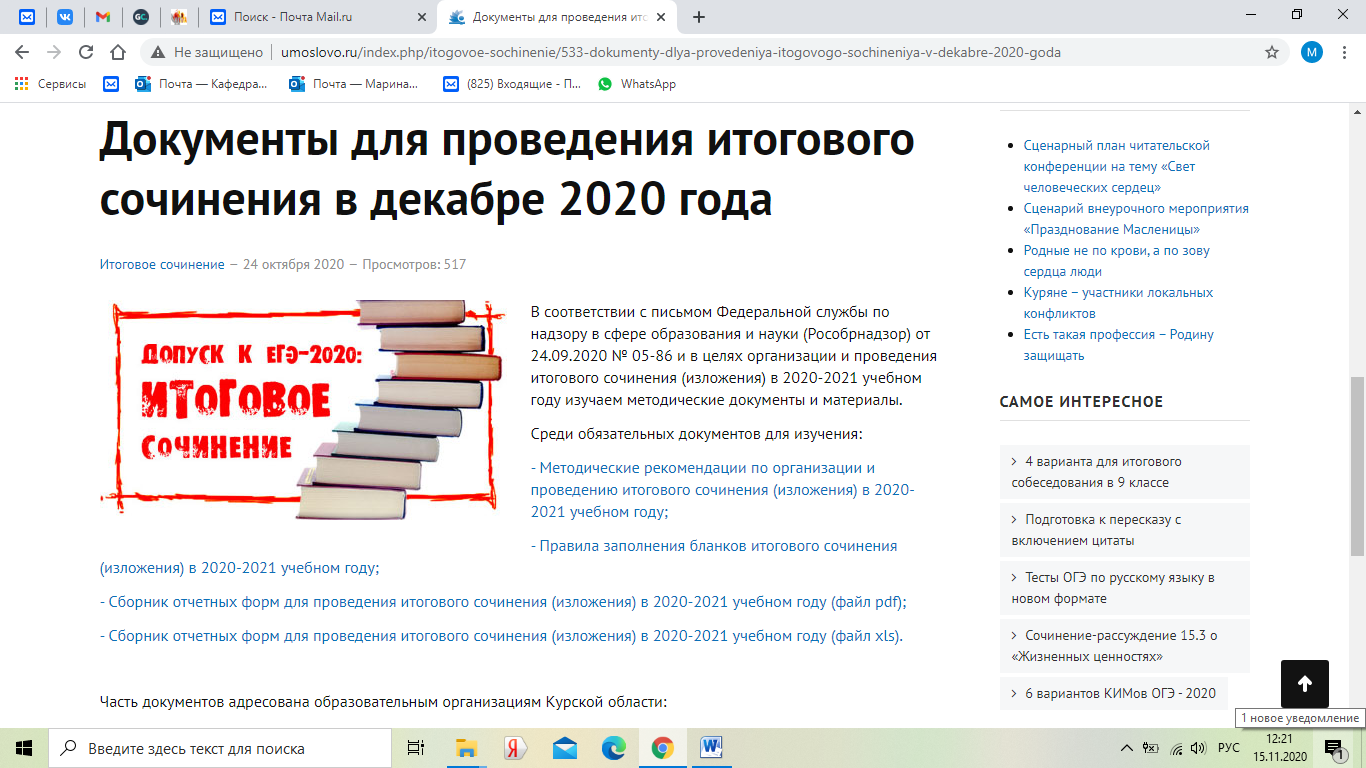 Поиск - Почта Mail.ru
Документы для проведения ито
Не защищено
umoslovo.ru/index.php/itogovoe-sochinenie/533-dokumenty-dlya-provedeniya-itogovogo-sochineniya-v-dekabre-2020-goda
M
Сервисы
Почта — Кафедра...
Почта — Марина...
(825) Входящие - П...
WhatsApp
Документы для проведения итогового
сочинения в декабре 2020 года
Итоговое сочинение – 24 октября 2020 – Просмотров: 517
ДОПУСК К ЕГЭ-2020:
ИТОГОВОЕ
СОЧИНЕНИЕ
В соответствии с письмом Федеральной службы по
надзору в сфере образования и науки (Рособрнадзор) от
24.09.2020 № 05-86 и в целях организации и проведения
итогового сочинения (изложения) в 2020-2021 учебном
году изучаем методические документы и материалы.
Среди обязательных документов для изучения:
- Методические рекомендации по организации и
проведению итогового сочинения (изложения) в 2020-
2021 учебном году;
- Правила заполнения бланков итогового сочинения
(изложения) в 2020-2021 учебном году;
- Сборник отчетных форм для проведения итогового сочинения (изложения) в 2020-2021 учебном году (файл pdf);
- Сборник отчетных форм для проведения итогового сочинения (изложения) в 2020-2021 учебном году (файл xls).
Часть документов адресована образовательным организациям Курской области:
Сценарный план читательской
конференции на тему «Свет
человеческих сердец»
Сценарий внеурочного мероприятия
«Празднование Масленицы»
Родные не по крови, а по зову
сердца люди
Куряне – участники локальных
конфликтов
Есть такая профессия – Родину
защищать
САМОЕ ИНТЕРЕСНОЕ
4 варианта для итогового
собеседования в 9 классе
Подготовка к пересказу с
включением цитаты
Тесты ОГЭ по русскому языку в
новом формате
Сочинение-рассуждение 15.3 о
«Жизненных ценностях»
6 вариантов КИМов ОГЭ - 2020
1 новое уведомление
Введите здесь текст для поиска
РУС
12:21
15.11.2020
1